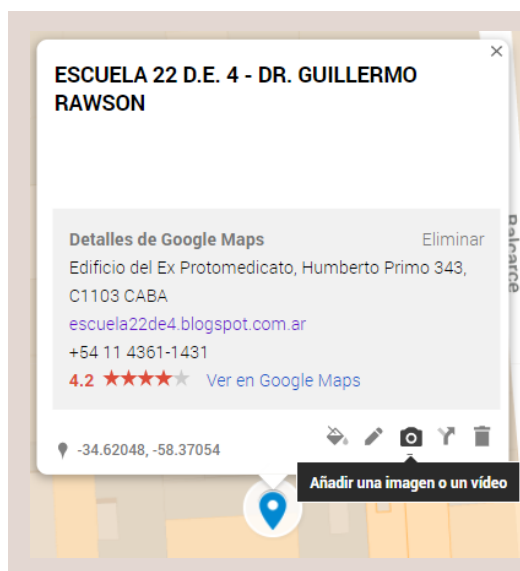 ESCUELA 22 D.E. 4 - DR. GUILLERMO
RAWSON
Detalles de Google Maps Eliminar
Edificio del Ex Protomedicato, Humberto Primo 343,
C1103 CABA
escuela22de4.blogspot.com.ar
+54 11 4361-1431
4.2 Ver en Google Maps
-34.62048, -58.37054
Añadir una imagen o un vídeo
Balcarce